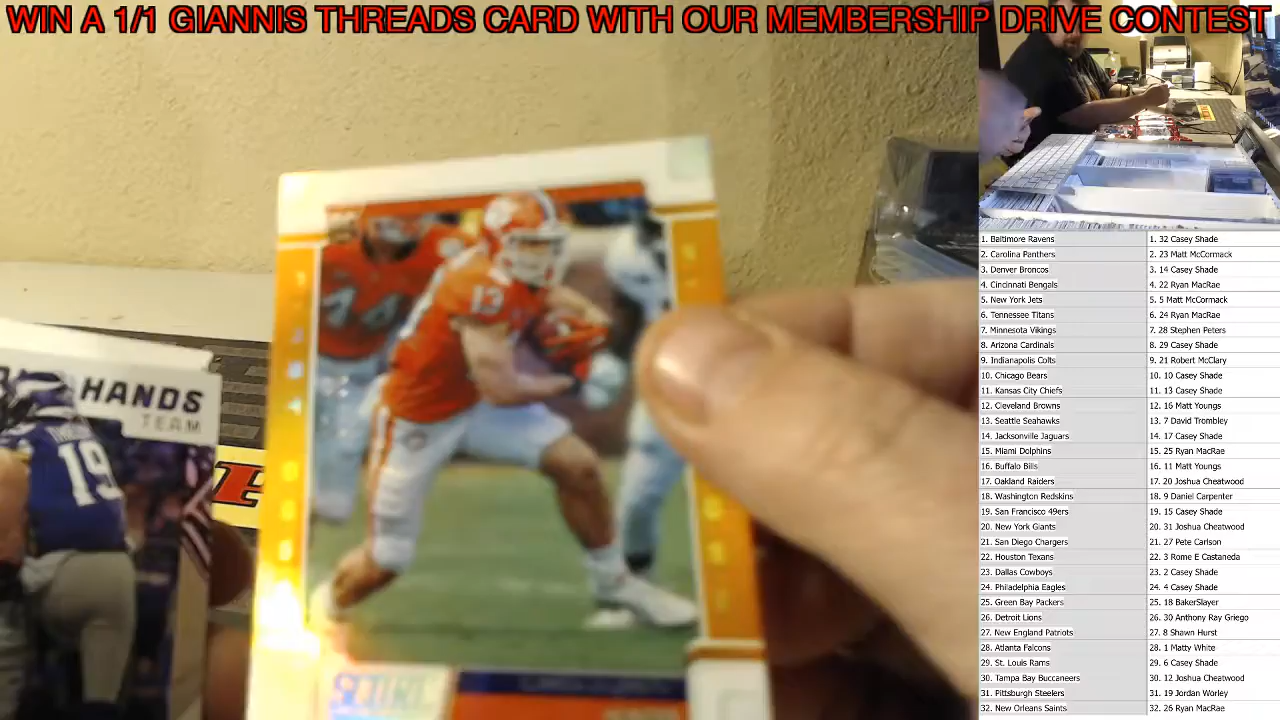 WIN A 1/1 GIANNIS THREADS CARD WITH OUR MEMBERSHIP DRIVE CONTEST
HANDS
TEAM
19
44
13
SCORE
1. Baltimore Ravens 1. 32 Casey Shade
2. Carolina Panthers 2. 23 Matt McCormack
3. Denver Broncos 3. 14 Casey Shade
4. Cincinnati Bengals 4. 22 Ryan MacRae
5. New York Jets 5. 5 Matt McCormack
6. Tennessee Titans 6. 24 Ryan MacRae
7. Minnesota Vikings 7. 28 Stephen Peters
8. Arizona Cardinals 8. 29 Casey Shade
9. Indianapolis Colts 9. 21 Robert McClary
10. Chicago Bears 10. 10 Casey Shade
11. Kansas City Chiefs 11. 13 Casey Shade
12. Cleveland Browns 12. 16 Matt Youngs
13. Seattle Seahawks 13. 7 David Trombley
14. Jacksonville Jaguars 14. 17 Casey Shade
15. Miami Dolphins 15. 25 Ryan MacRae
16. Buffalo Bills 16. 11 Matt Youngs
17. Oakland Raiders 17. 20 Joshua Cheatwood
18. Washington Redskins 18. 9 Daniel Carpenter
19. San Francisco 49ers 19. 15 Casey Shade
20. New York Giants 20. 31 Joshua Cheatwood
21. San Diego Chargers 21. 27 Pete Carlson
22. Houston Texans 22. 3 Rome E Castaneda
23. Dallas Cowboys 23. 2 Casey Shade
24. Philadelphia Eagles 24. 4 Casey Shade
25. Green Bay Packers 25. 18 BakerSlayer
26. Detroit Lions 26. 30 Anthony Ray Griego
27. New England Patriots 27. 8 Shawn Hurst
28. Atlanta Falcons 28. 1 Matty White
29. St. Louis Rams 29. 6 Casey Shade
30. Tampa Bay Buccaneers 30. 12 Joshua Cheatwood
31. Pittsburgh Steelers 31. 19 Jordan Worley
32. New Orleans Saints 32. 26 Ryan MacRae